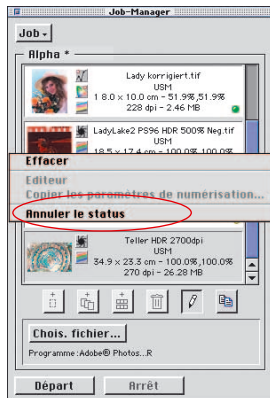 Job-Manager
Job
Alpha *
Lady korrigiert.tif
USM
18.0 x 10.0 cm - 51.9%,51.9%
228 dpi - 2.46 MB
LadyLake2 PS96 HDR 500% Neg.tif
USM
18.5 x 17.4 cm - 100.0% 100.0%
Effacer
Editeur
Copier les paramètres de numérisation...
Annuler le status
Teller HDR 2700dpi
USM
34.9 x 23.3 cm - 100.0%,100.0%
270 dpi - 26.28 MB
Chois. fichier...
Programme:Adobe® Photos..R
Départ
Arrêt